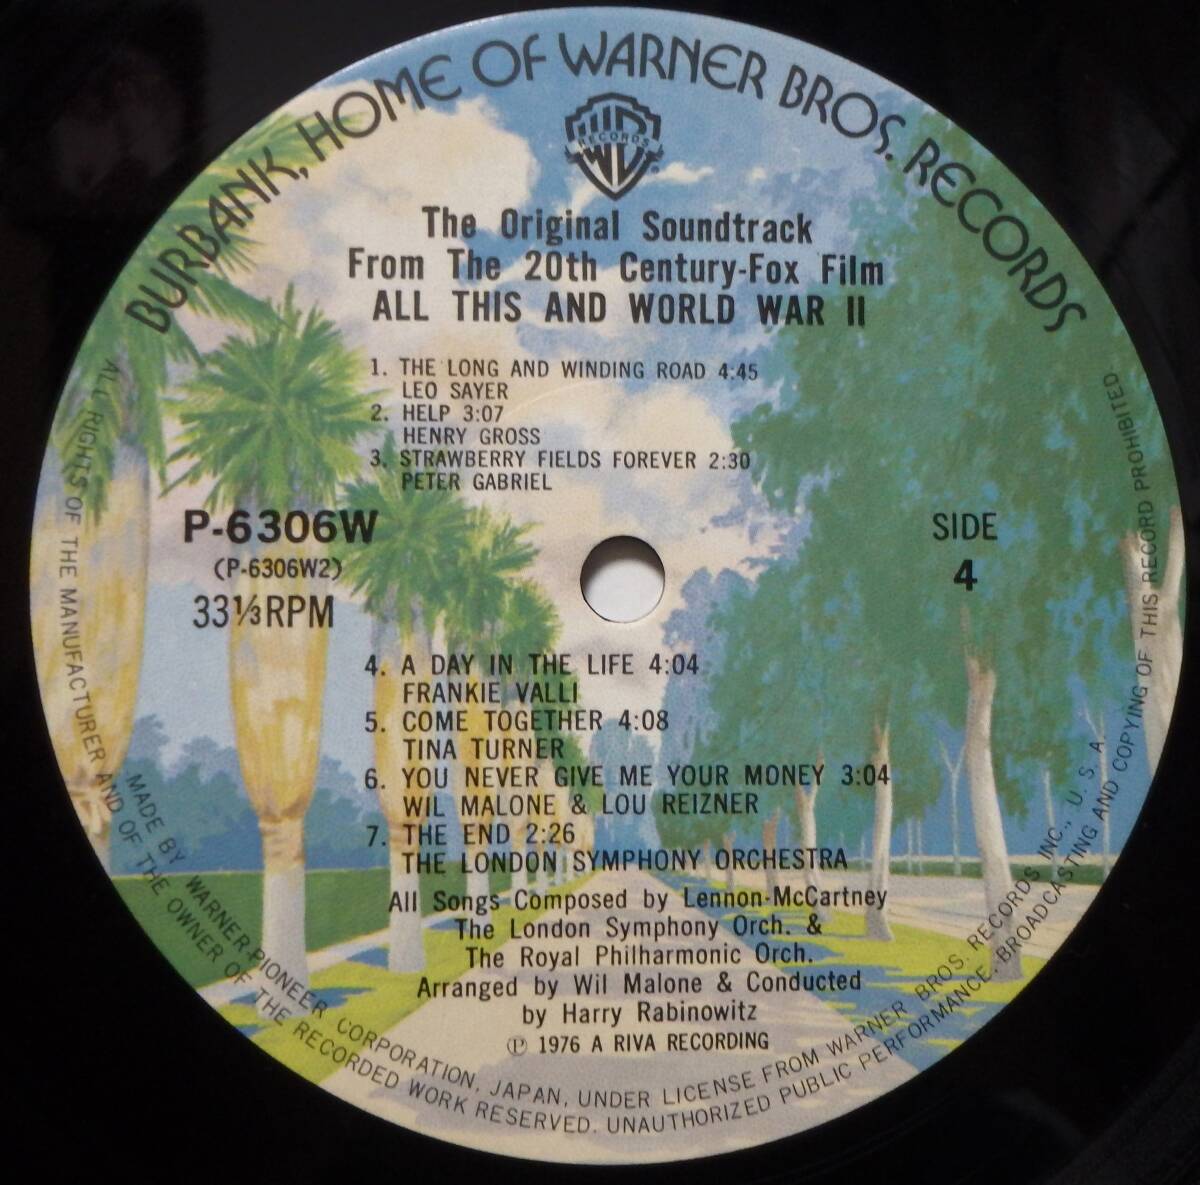 BURBANK, HOME OF WARNER BROS. RECORDS
WB
RECORDS
®
The Original Soundtrack
From The 20th Century-Fox Film
ALL THIS AND WORLD WAR II
1. THE LONG AND WINDING ROAD 4:45
LEO SAYER
2. HELP 3:07
HENRY GROSS
3. STRAWBERRY FIELDS FOREVER 2:30
PETER GABRIEL
P-6306W
(P-6306W2)
33⅓RPM
SIDE
4
4. A DAY IN THE LIFE 4:04
FRANKIE VALLI
5. COME TOGETHER 4:08
TINA TURNER
6. YOU NEVER GIVE ME YOUR MONEY 3:04
WIL MALONE & LOU REIZNER
7. THE END 2:26
THE LONDON SYMPHONY ORCHESTRA
All Songs Composed by Lennon-McCartney
The London Symphony Orch. &
The Royal Philharmonic Orch.
Arranged by Wil Malone & Conducted
by Harry Rabinowitz
Ⓟ 1976 A RIVA RECORDING
MADE BY WARNER-PIONEER CORPORATION, JAPAN, UNDER LICENSE FROM WARNER BROS. RECORDS INC., U.S.A.
ALL RIGHTS OF THE MANUFACTURER AND OF THE OWNER OF THE RECORDED WORK RESERVED. UNAUTHORIZED PUBLIC PERFORMANCE, BROADCASTING AND COPYING OF THIS RECORD PROHIBITED